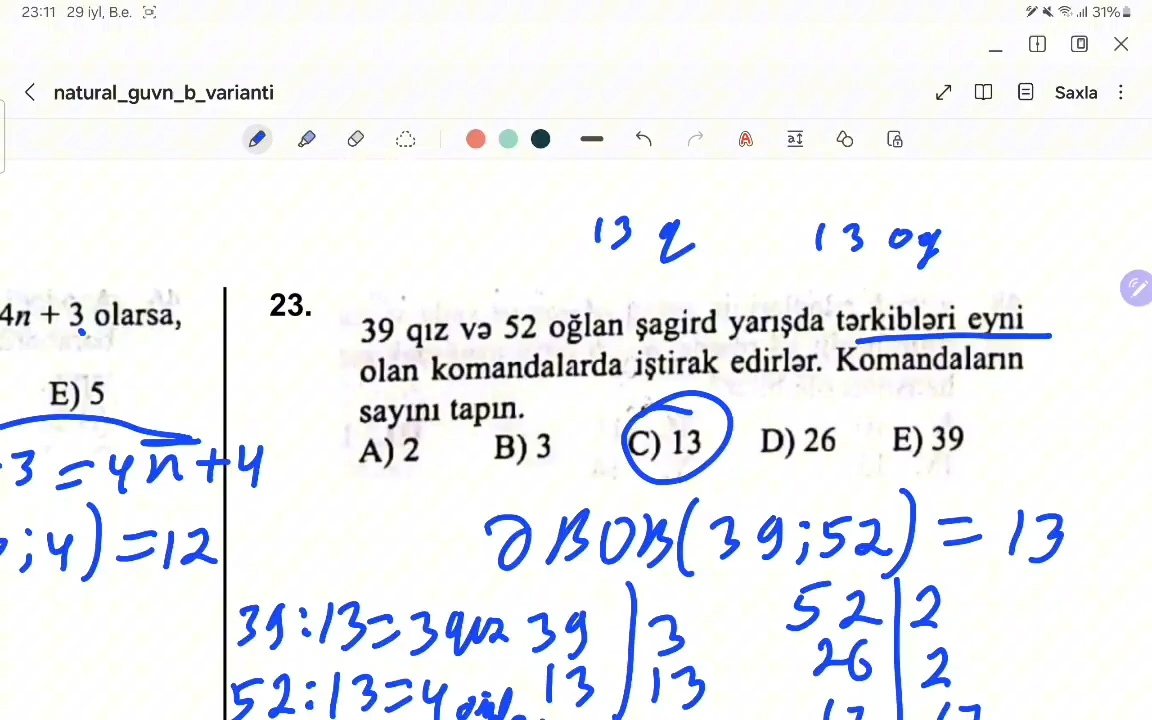 23:11 29 iyl, B.e. 31%
natural_guvn_b_varianti Saxla
13 q 13 oğ
4n + 3 olarsa,
E) 5
3 = 4n + 4
; 4) = 12
23.
39 qız və 52 oğlan şagird yarışda tərkibləri eyni
olan komandalarda iştirak edirlər. Komandaların
sayını tapın.
A) 2 B) 3 C) 13 D) 26 E) 39
ƏBOB(39;52) = 13
39:13=3 qız 39 3 52 2
52:13=4 13 13 26 2